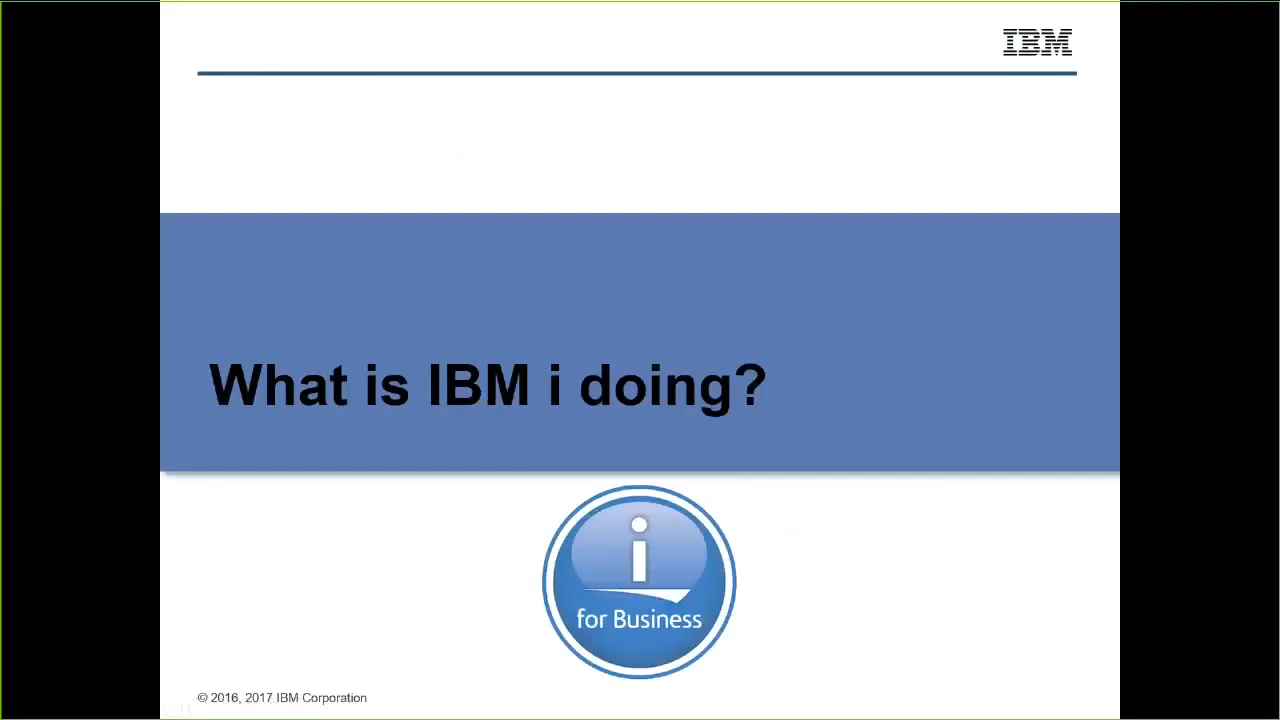 IBM
What is IBM i doing?
i
for Business
© 2016, 2017 IBM Corporation